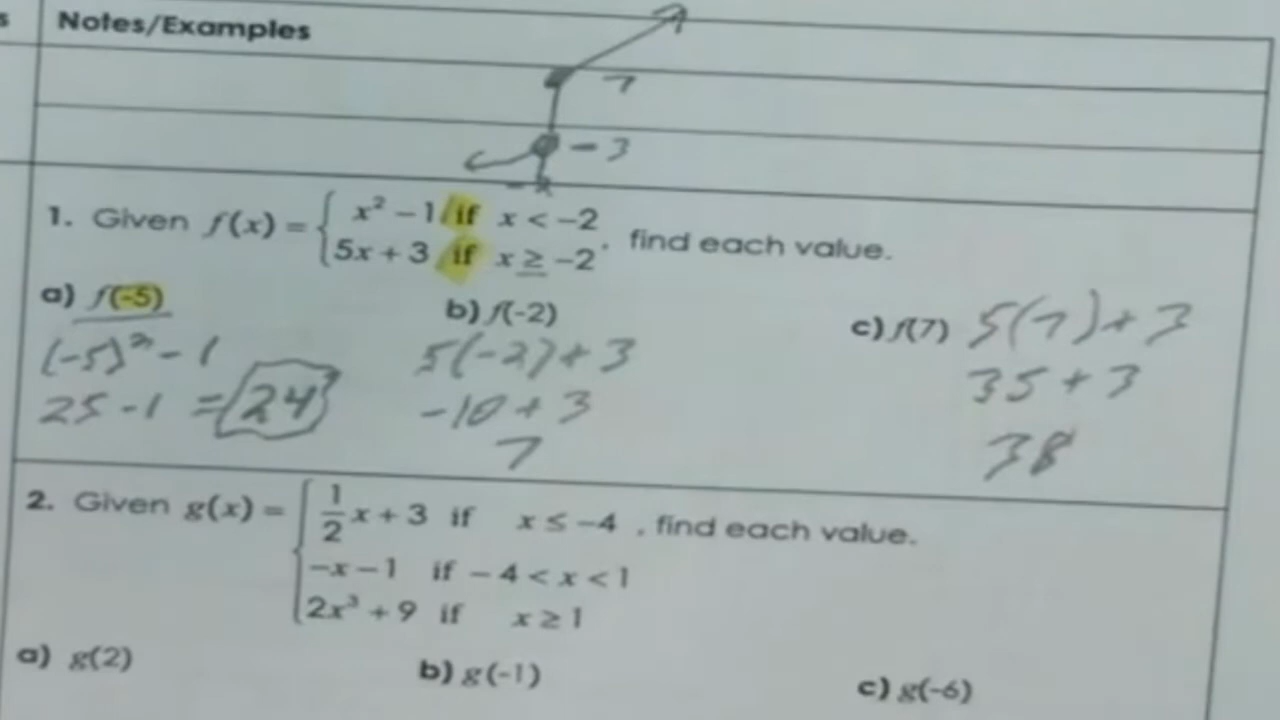 s Notes/Examples
7
-3
1. Given f(x) = { x² - 1 if x < -2
5x + 3 if x ≥ -2 , find each value.
a) f(-5) b) f(-2) c) f(7) 5(7)+3
(-5)² - 1 5(-2)+3 35+3
25-1 = 24 -10+3 38
7
2. Given g(x) = { 1/2 x + 3 if x ≤ -4 , find each value.
-x - 1 if -4 < x < 1
2x³ + 9 if x ≥ 1
a) g(2) b) g(-1) c) g(-6)